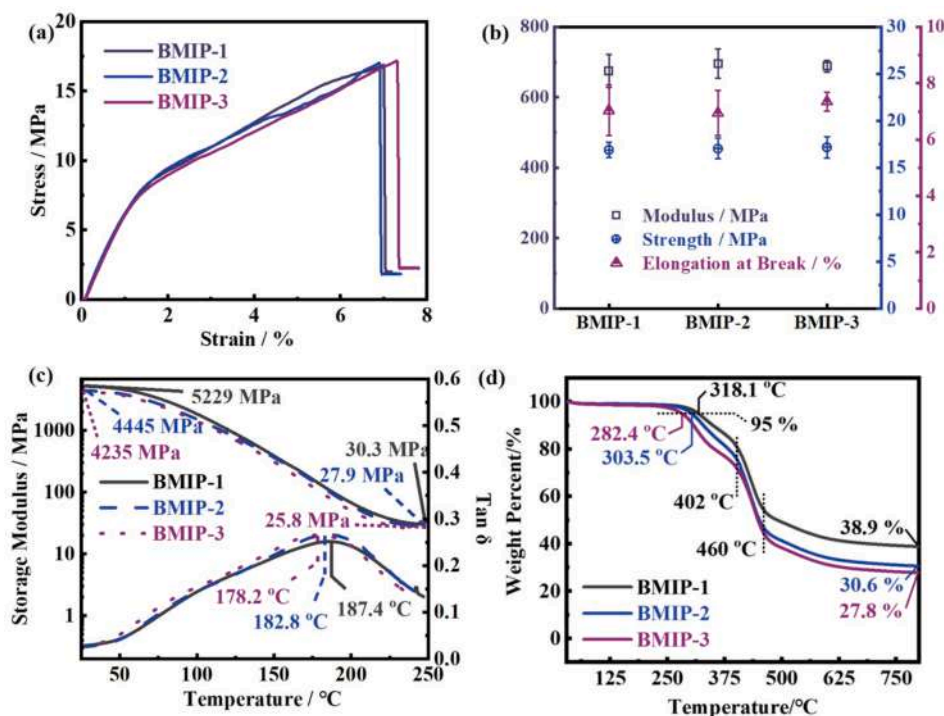 (a)
BMIP-1
BMIP-2
BMIP-3
20
15
10
5
0
Stress / MPa
0 2 4 6 8
Strain / %
(b)
800
600
400
200
0
30
25
20
15
10
5
0
10
8
6
4
2
0
Modulus / MPa
Strength / MPa
Elongation at Break / %
BMIP-1 BMIP-2 BMIP-3
(c)
Storage Modulus / MPa
1000
100
10
1
5229 MPa
4445 MPa
4235 MPa
30.3 MPa
27.9 MPa
25.8 MPa
BMIP-1
BMIP-2
BMIP-3
178.2 °C
182.8 °C
187.4 °C
0.6
0.5
0.4
0.3
0.2
0.1
0.0
Tan δ
50 100 150 200 250
Temperature / °C
(d)
Weight Percent/%
100
80
60
40
20
0
318.1 °C
95 %
282.4 °C
303.5 °C
402 °C
460 °C
38.9 %
30.6 %
27.8 %
BMIP-1
BMIP-2
BMIP-3
125 250 375 500 625 750
Temperature/°C